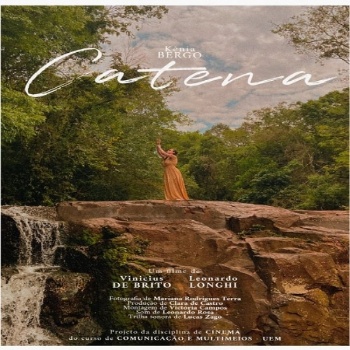 Kênia
BERGO
Catena
Um filme de
Vinicius Leonardo
DE BRITO LONGHI
Fotografia de Mariana Rodrigues Terra
Produção de Clara de Castro
Montagem de Victoria Campos
Som de Leonardo Rosa
Trilha sonora de Lucas Zago
Projeto da disciplina de CINEMA
do curso de COMUNICAÇÃO E MULTIMEIOS - UEM